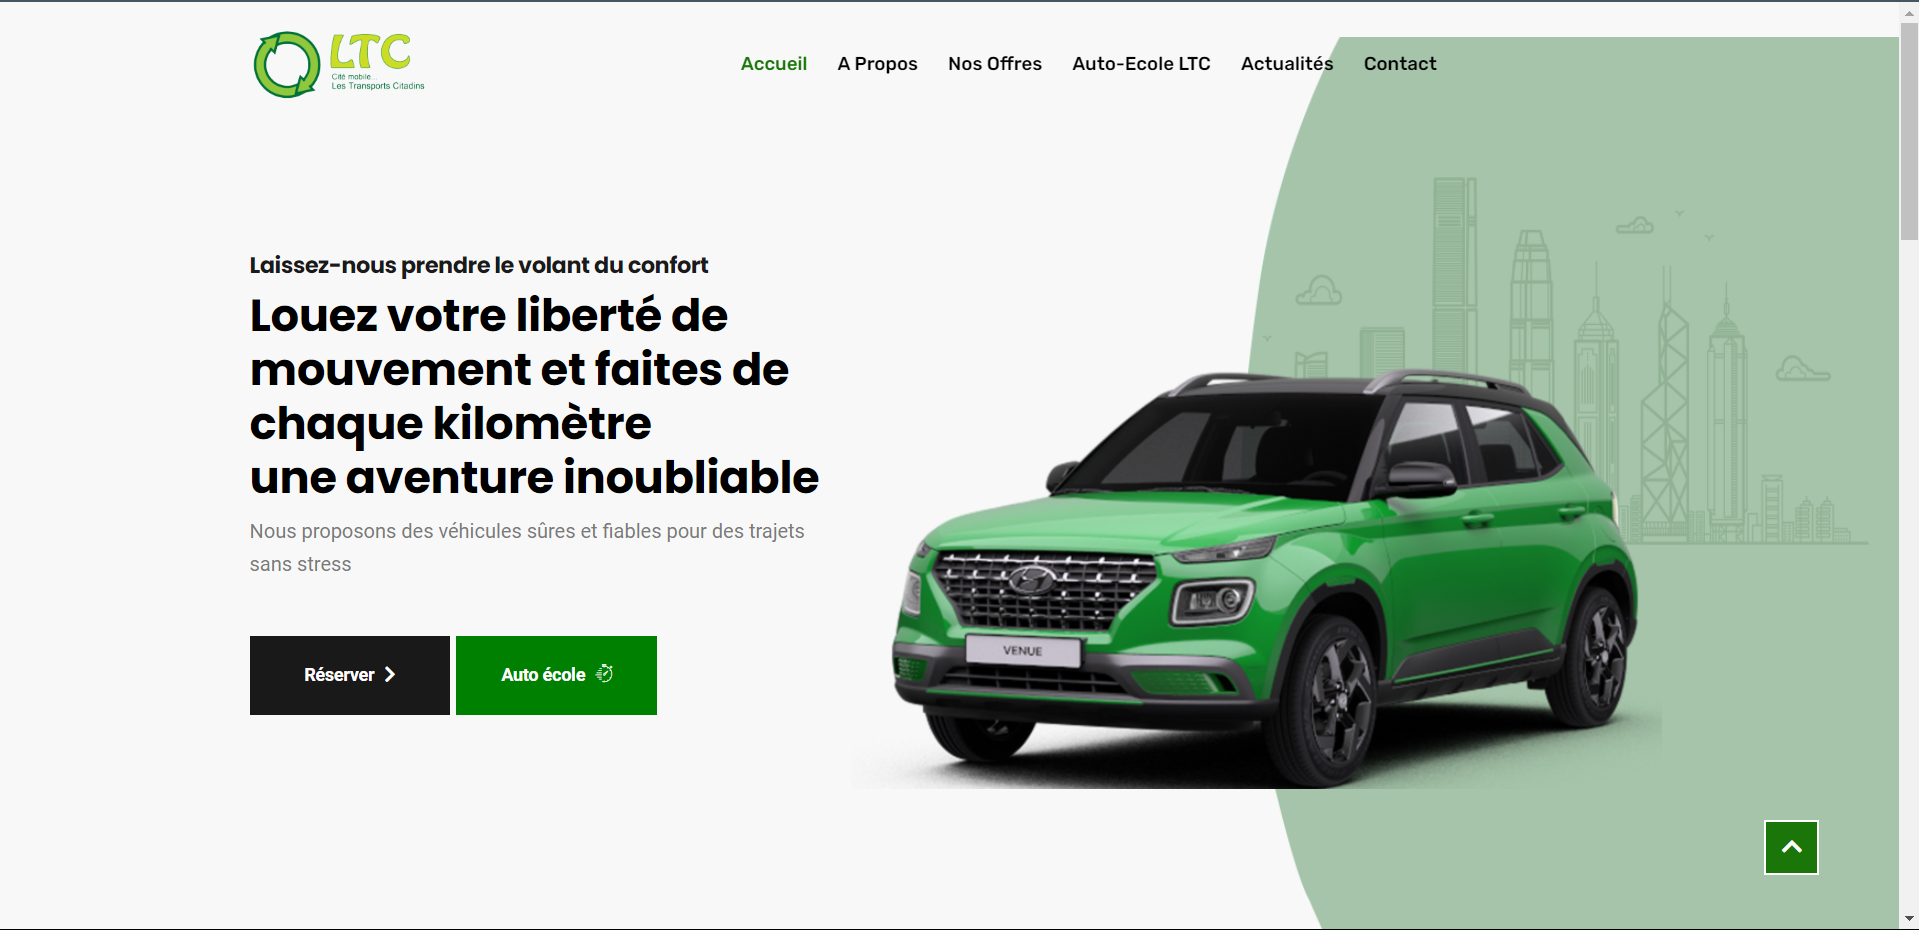 LTC
Cité mobile...
Les Transports Citadins
Accueil
A Propos
Nos Offres
Auto-Ecole LTC
Actualités
Contact
Laissez-nous prendre le volant du confort
Louez votre liberté de
mouvement et faites de
chaque kilomètre
une aventure inoubliable
Nous proposons des véhicules sûres et fiables pour des trajets
sans stress
Réserver
Auto école
VENUE